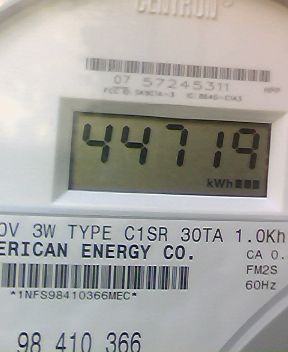 CENTRON
07 57245311
44719
kWh
0V 3W TYPE C1SR 30TA 1.0Kh
ERICAN ENERGY CO.
CA 0.
FM2S
60Hz
*1NFS98410366MEC*
98 410 366